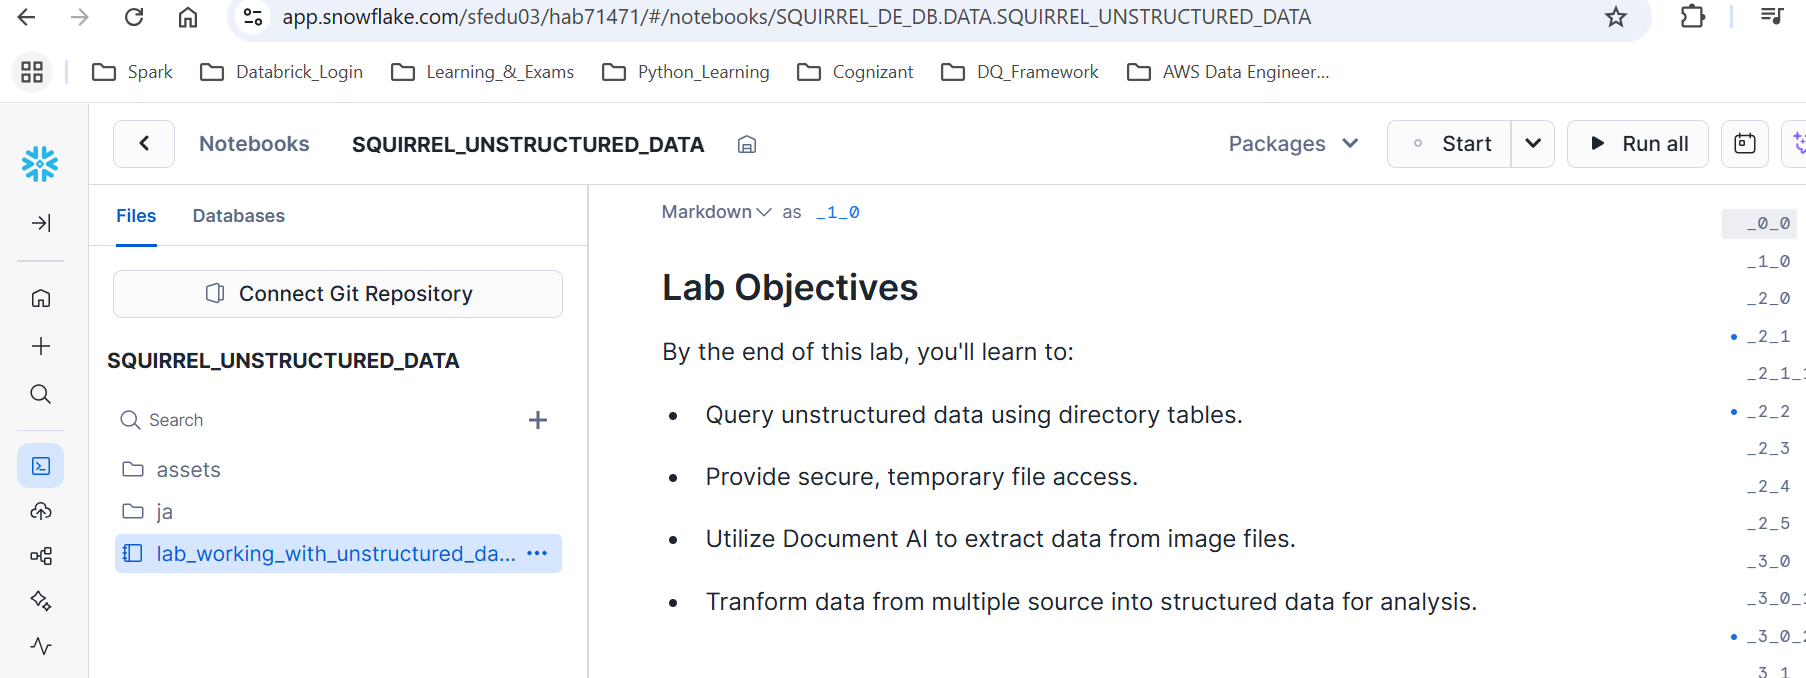 app.snowflake.com/sfedu03/hab71471/#/notebooks/SQUIRREL_DE_DB.DATA.SQUIRREL_UNSTRUCTURED_DATA
Spark Databrick_Login Learning_&_Exams Python_Learning Cognizant DQ_Framework AWS Data Engineer...
Notebooks SQUIRREL_UNSTRUCTURED_DATA Packages Start Run all
Files Databases
Connect Git Repository
SQUIRREL_UNSTRUCTURED_DATA
Search
assets
ja
lab_working_with_unstructured_da...
Markdown as _1_0
Lab Objectives
By the end of this lab, you'll learn to:
• Query unstructured data using directory tables.
• Provide secure, temporary file access.
• Utilize Document AI to extract data from image files.
• Tranform data from multiple source into structured data for analysis.
_0_0
_1_0
_2_0
_2_1
_2_1_1
_2_2
_2_3
_2_4
_2_5
_3_0
_3_0_1
_3_0_2
_3_1